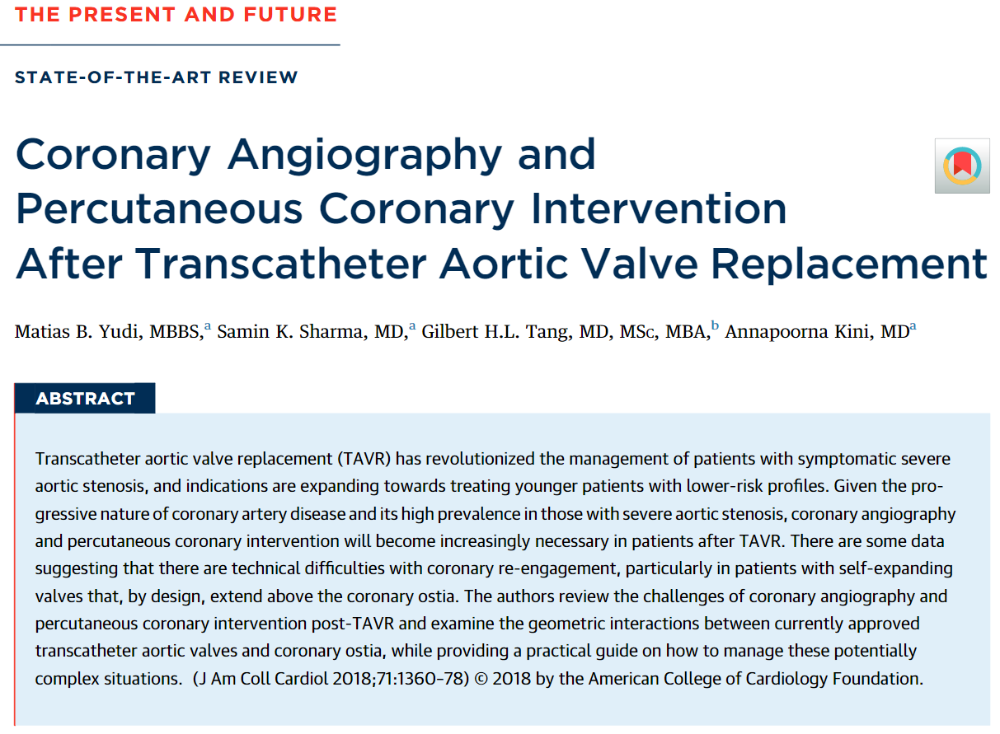 THE PRESENT AND FUTURE
STATE-OF-THE-ART REVIEW
Coronary Angiography and
Percutaneous Coronary Intervention
After Transcatheter Aortic Valve Replacement
Matias B. Yudi, MBBS,a Samin K. Sharma, MD,a Gilbert H.L. Tang, MD, MSc, MBA,b Annapoorna Kini, MDa
ABSTRACT
Transcatheter aortic valve replacement (TAVR) has revolutionized the management of patients with symptomatic severe
aortic stenosis, and indications are expanding towards treating younger patients with lower-risk profiles. Given the pro-
gressive nature of coronary artery disease and its high prevalence in those with severe aortic stenosis, coronary angiography
and percutaneous coronary intervention will become increasingly necessary in patients after TAVR. There are some data
suggesting that there are technical difficulties with coronary re-engagement, particularly in patients with self-expanding
valves that, by design, extend above the coronary ostia. The authors review the challenges of coronary angiography and
percutaneous coronary intervention post-TAVR and examine the geometric interactions between currently approved
transcatheter aortic valves and coronary ostia, while providing a practical guide on how to manage these potentially
complex situations. (J Am Coll Cardiol 2018;71:1360–78) © 2018 by the American College of Cardiology Foundation.